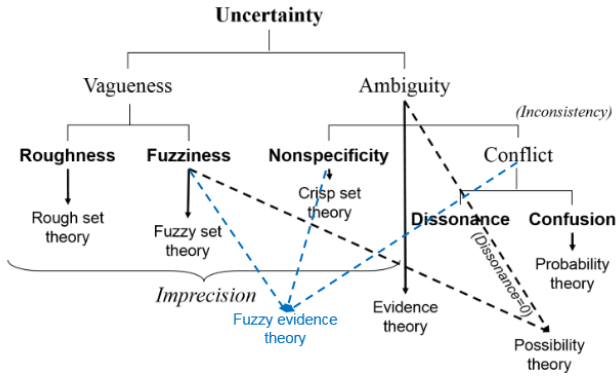 Uncertainty
Vagueness
Ambiguity
(Inconsistency)
Roughness
Fuzziness
Nonspecificity
Conflict
Rough set
theory
Fuzzy set
theory
Crisp set
theory
Dissonance
Confusion
Probability
theory
(Dissonance=0)
Imprecision
Fuzzy evidence
theory
Evidence
theory
Possibility
theory